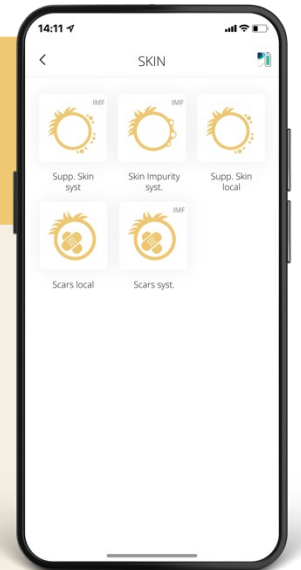 14:11
SKIN
IMF
IMF
Supp. Skin
syst
Skin Impurity
syst.
Supp. Skin
local
IMF
Scars local
Scars syst.